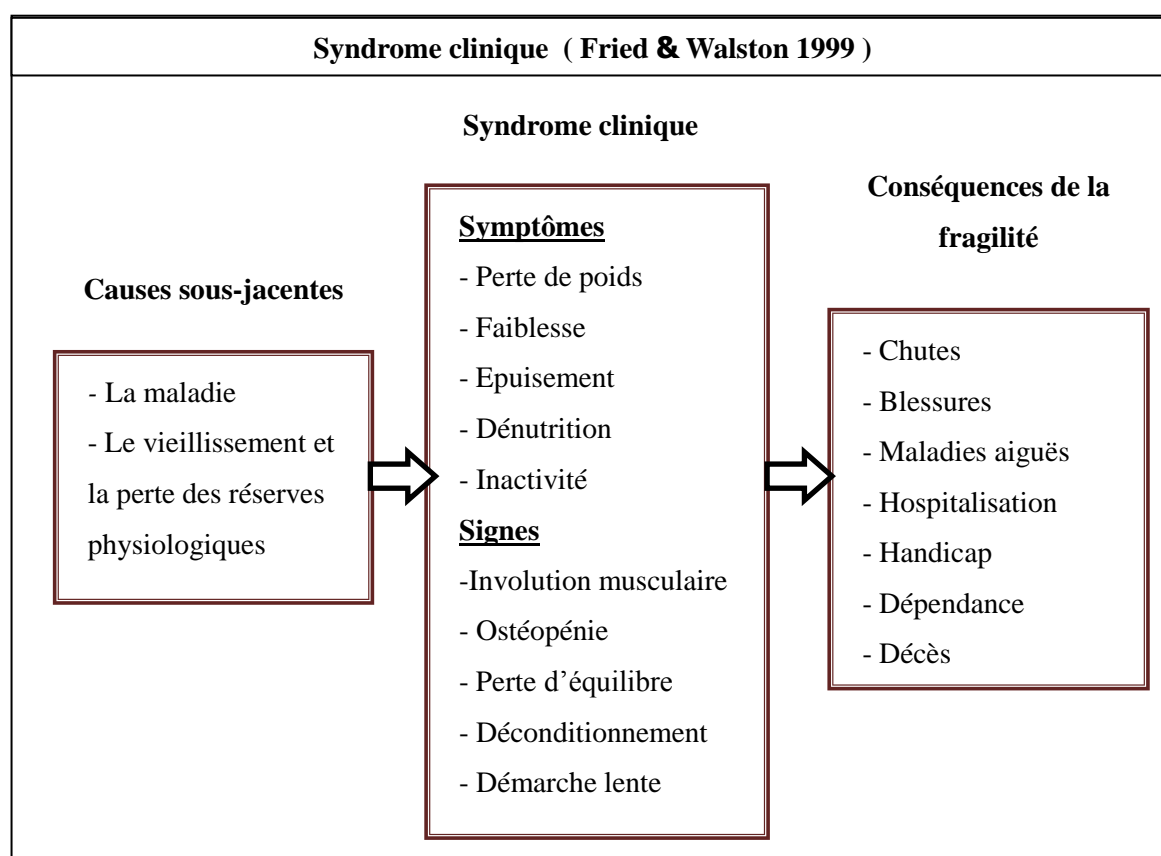 Syndrome clinique ( Fried & Walston 1999 )
Causes sous-jacentes
- La maladie
- Le vieillissement et
la perte des réserves
physiologiques
Syndrome clinique
Symptômes
- Perte de poids
- Faiblesse
- Epuisement
- Dénutrition
- Inactivité
Signes
-Involution musculaire
- Ostéopénie
- Perte d’équilibre
- Déconditionnement
- Démarche lente
Conséquences de la
fragilité
- Chutes
- Blessures
- Maladies aiguës
- Hospitalisation
- Handicap
- Dépendance
- Décès